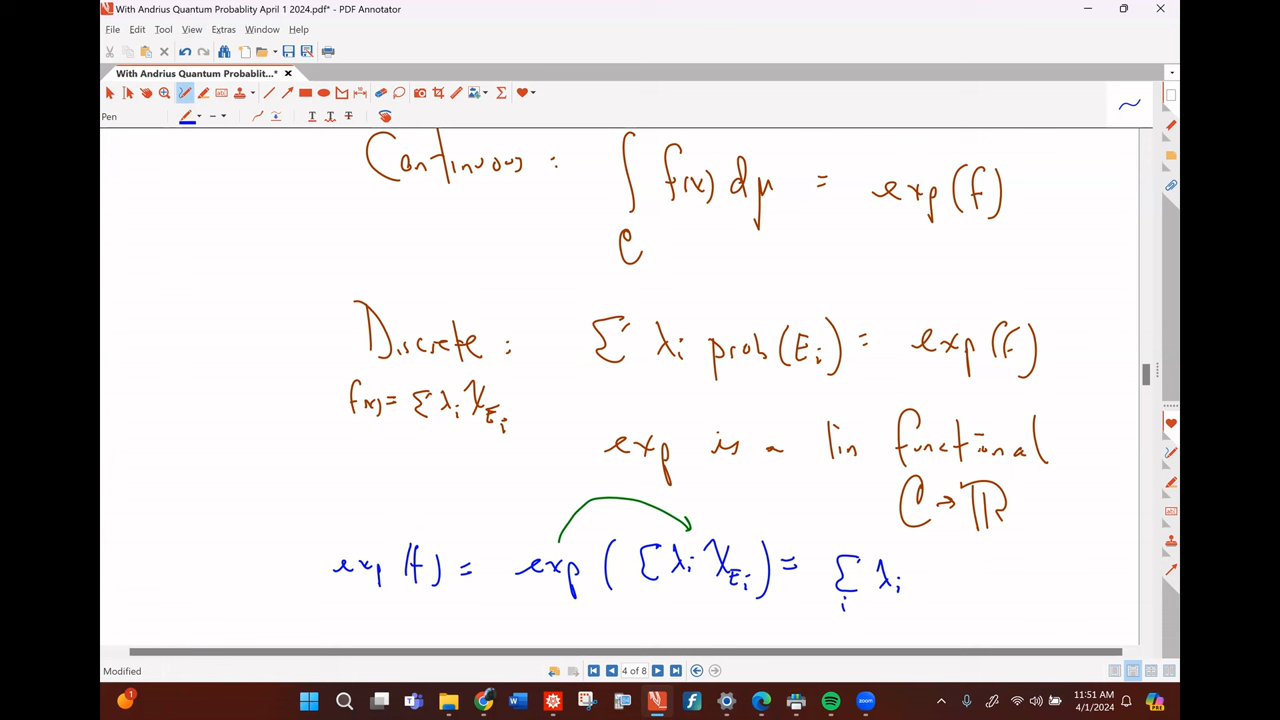 With Andrius Quantum Probablity April 1 2024.pdf* - PDF Annotator
File Edit Tool View Extras Window Help
With Andrius Quantum Probablit...*
Pen
Continuous : ∫ f(x) dμ = exp(f)
C
Discrete : Σ λi prob(Ei) = exp(f)
f(x) = Σ λi χEi
exp is a lin functional
C → ℝ
exp(f) = exp(Σ λi χEi) = Σ λi
i
Modified 4 of 8
1 11:51 AM
4/1/2024